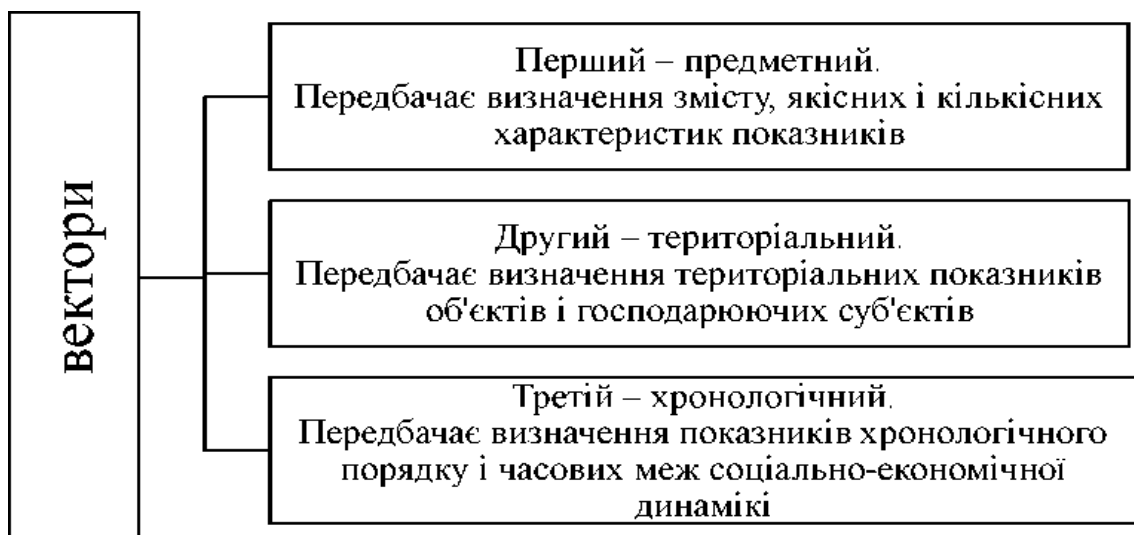 вектори
Перший – предметний.
Передбачає визначення змісту, якісних і кількісних
характеристик показників
Другий – територіальний.
Передбачає визначення територіальних показників
об'єктів і господарюючих суб'єктів
Третій – хронологічний.
Передбачає визначення показників хронологічного
порядку і часових меж соціально-економічної
динамікі